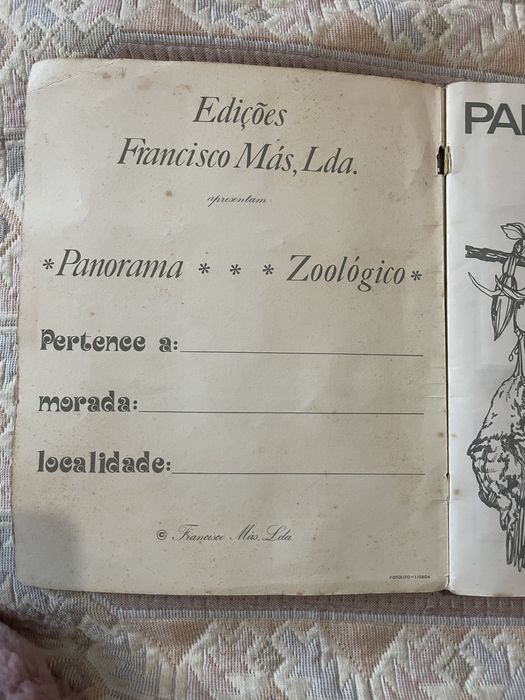 Edições
Francisco Más, Lda.
apresentam
*Panorama * * * Zoológico*
Pertence a:
morada:
localidade:
© Francisco Más, Lda
FOTOLITO-LISBOA
PA